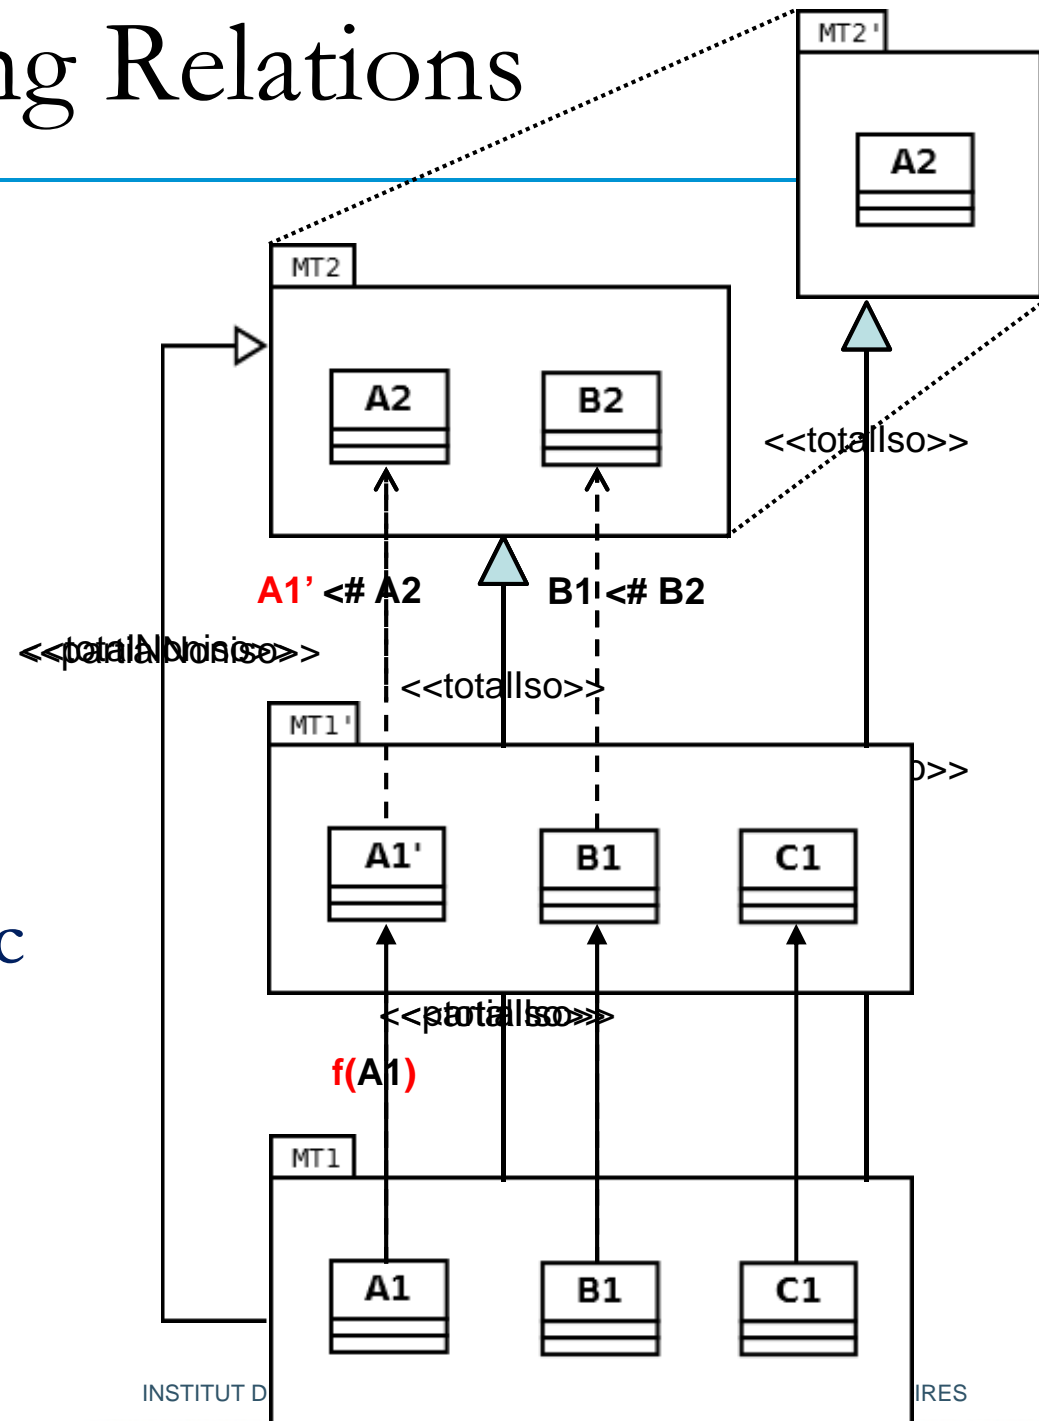 ng Relations
MT2'
A2
MT2
A2
B2
<<totalIso>>
A1’ <# A2
B1 <# B2
<<totalIso>>
MT1'
o>>
A1'
B1
C1
c
f(A1)
MT1
A1
B1
C1
INSTITUT D
IRES